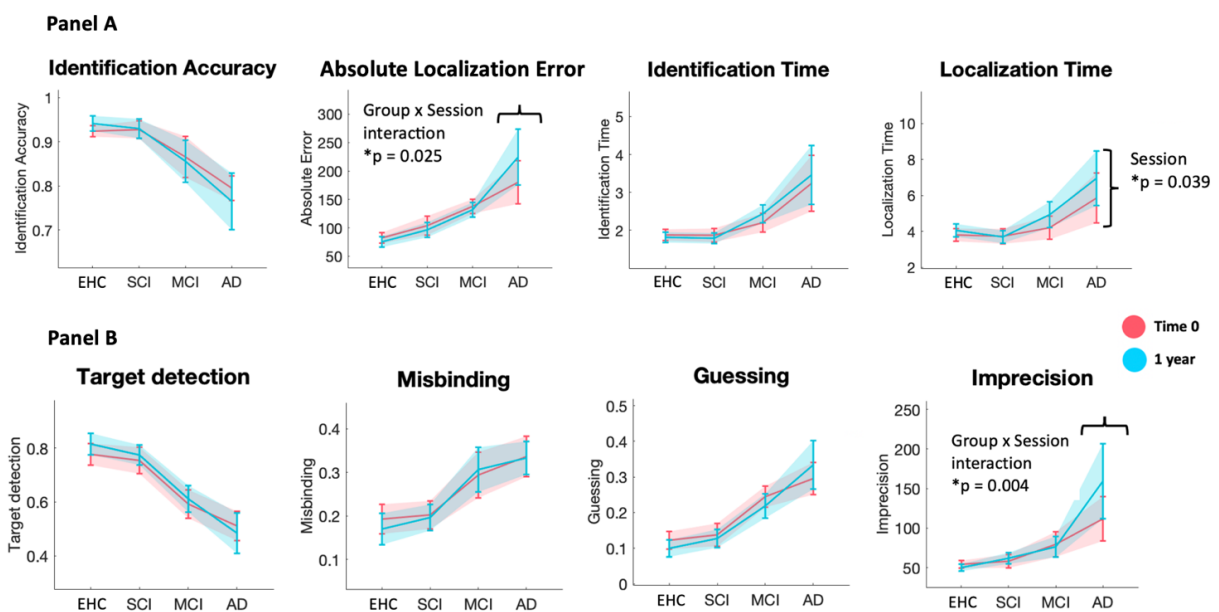 Panel A
Identification Accuracy
Absolute Localization Error
Identification Time
Localization Time
Identification Accuracy
1
0.9
0.8
0.7
EHC SCI MCI AD
Absolute Error
300
250
200
150
100
50
Group x Session
interaction
*p = 0.025
EHC SCI MCI AD
Identification Time
5
4
3
2
EHC SCI MCI AD
Localization Time
10
8
6
4
2
Session
*p = 0.039
EHC SCI MCI AD
Panel B
Time 0
1 year
Target detection
Misbinding
Guessing
Imprecision
Target detection
0.8
0.6
0.4
EHC SCI MCI AD
Misbinding
0.4
0.3
0.2
0.1
EHC SCI MCI AD
Guessing
0.5
0.4
0.3
0.2
0.1
0
EHC SCI MCI AD
Imprecision
250
200
150
100
50
Group x Session
interaction
*p = 0.004
EHC SCI MCI AD